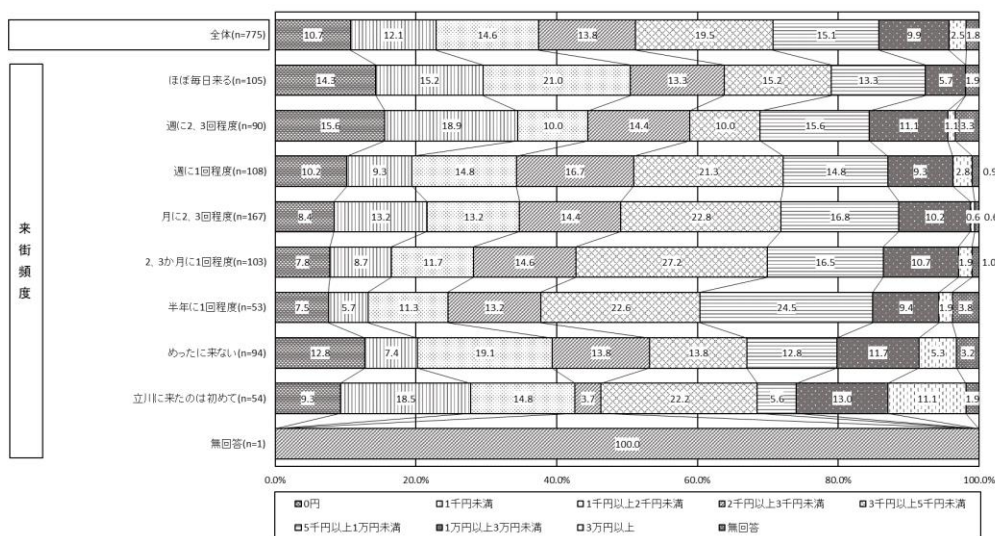 全体(n=775) 10.7 12.1 14.6 13.8 19.5 15.1 9.9 2.5 1.8
来街頻度
ほぼ毎日来る(n=105) 14.3 15.2 21.0 13.3 15.2 13.3 5.7 1.9
週に2、3回程度(n=90) 15.6 18.9 10.0 14.4 10.0 15.6 11.1 1.1 3.3
週に1回程度(n=108) 10.2 9.3 14.8 16.7 21.3 14.8 9.3 2.8 0.9
月に2、3回程度(n=167) 8.4 13.2 13.2 14.4 22.8 16.8 10.2 0.6 0.6
2、3か月に1回程度(n=103) 7.8 8.7 11.7 14.6 27.2 16.5 10.7 1.9 1.0
半年に1回程度(n=53) 7.5 5.7 11.3 13.2 22.6 24.5 9.4 1.9 3.8
めったに来ない(n=94) 12.8 7.4 19.1 13.8 13.8 12.8 11.7 5.3 3.2
立川に来たのは初めて(n=54) 9.3 18.5 14.8 3.7 22.2 5.6 13.0 11.1 1.9
無回答(n=1) 100.0
0.0% 20.0% 40.0% 60.0% 80.0% 100.0%
0円 1千円未満 1千円以上2千円未満 2千円以上3千円未満 3千円以上5千円未満
5千円以上1万円未満 1万円以上3万円未満 3万円以上 無回答